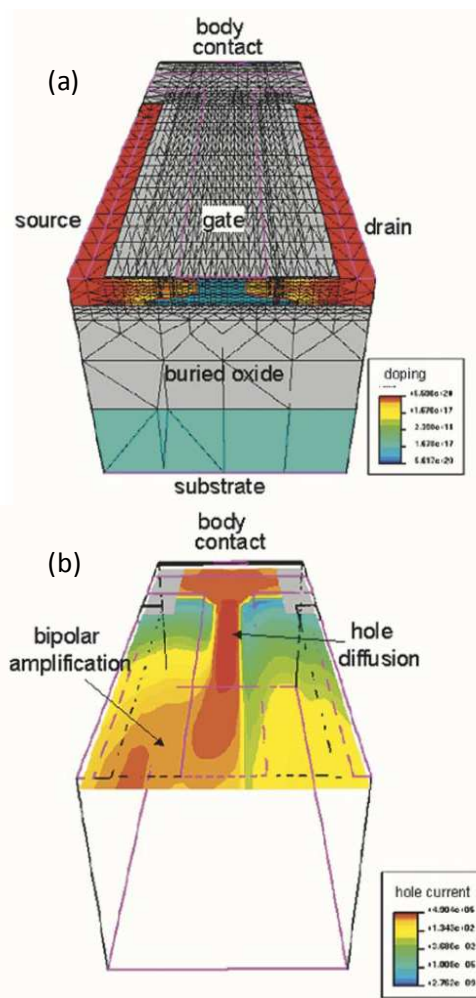 body
contact
(a)
source
gate
drain
buried oxide
doping
substrate
body
contact
(b)
bipolar
amplification
hole
diffusion
hole current